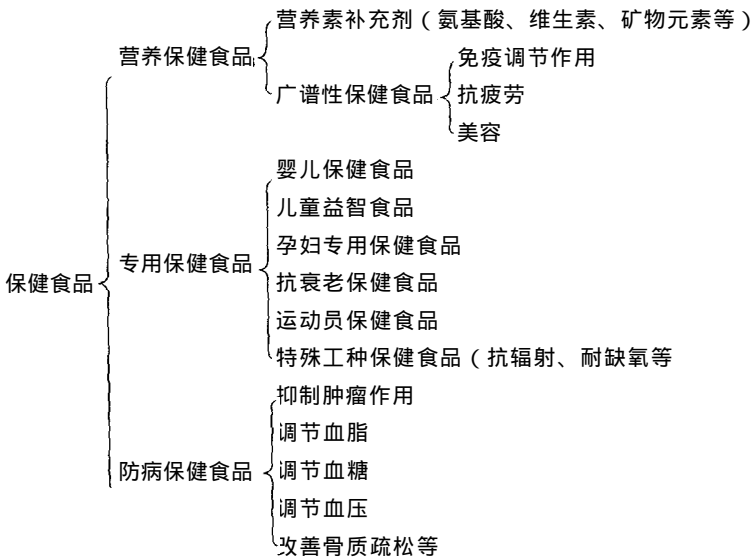 营养素补充剂（氨基酸、维生素、矿物元素等）
营养保健食品
免疫调节作用
广谱性保健食品
抗疲劳
美容
婴儿保健食品
儿童益智食品
孕妇专用保健食品
专用保健食品
保健食品
抗衰老保健食品
运动员保健食品
特殊工种保健食品（抗辐射、耐缺氧等
抑制肿瘤作用
调节血脂
防病保健食品
调节血糖
调节血压
改善骨质疏松等